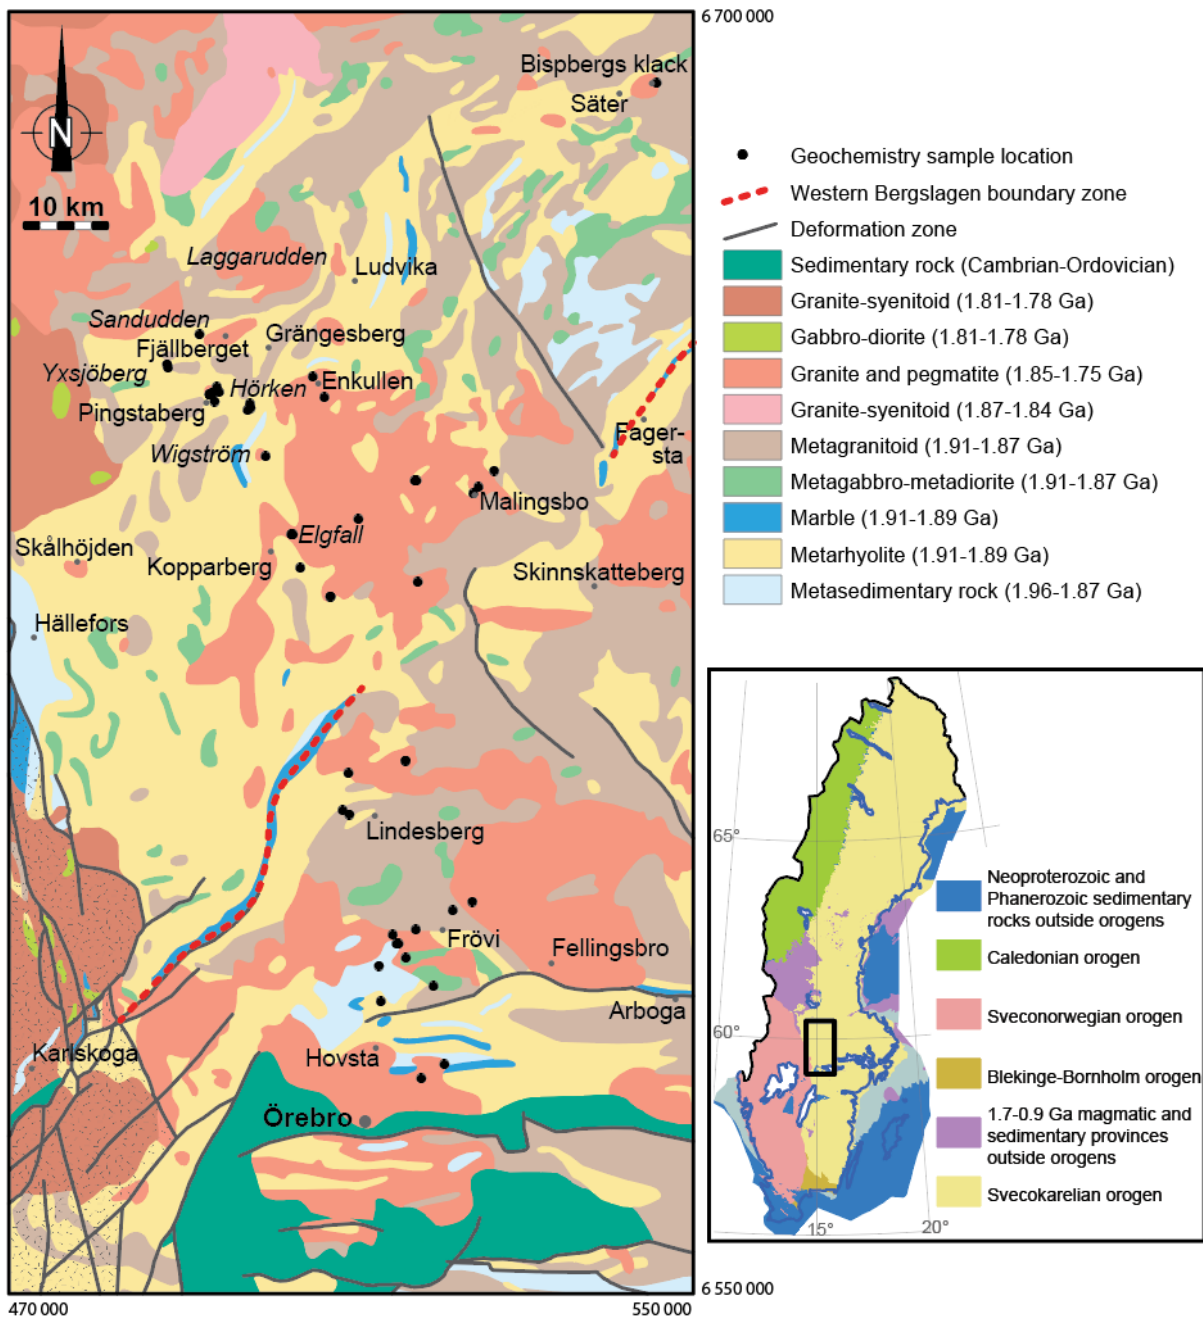 6 700 000
Bispbergs klack
Säter
N
10 km
Laggarudden
Ludvika
Sandudden
Grängesberg
Fjällberget
Yxsjöberg
Hörken
Enkullen
Pingstaberg
Fager-
sta
Wigström
Malingsbo
Elgfall
Skålhöjden
Kopparberg
Skinnskatteberg
Hällefors
Lindesberg
Frövi
Fellingsbro
Arboga
Karlskoga
Hovsta
Örebro
6 550 000
470 000
550 000
Geochemistry sample location
Western Bergslagen boundary zone
Deformation zone
Sedimentary rock (Cambrian-Ordovician)
Granite-syenitoid (1.81-1.78 Ga)
Gabbro-diorite (1.81-1.78 Ga)
Granite and pegmatite (1.85-1.75 Ga)
Granite-syenitoid (1.87-1.84 Ga)
Metagranitoid (1.91-1.87 Ga)
Metagabbro-metadiorite (1.91-1.87 Ga)
Marble (1.91-1.89 Ga)
Metarhyolite (1.91-1.89 Ga)
Metasedimentary rock (1.96-1.87 Ga)
65°
60°
15°
20°
Neoproterozoic and
Phanerozoic sedimentary
rocks outside orogens
Caledonian orogen
Sveconorwegian orogen
Blekinge-Bornholm orogen
1.7-0.9 Ga magmatic and
sedimentary provinces
outside orogens
Svecokarelian orogen